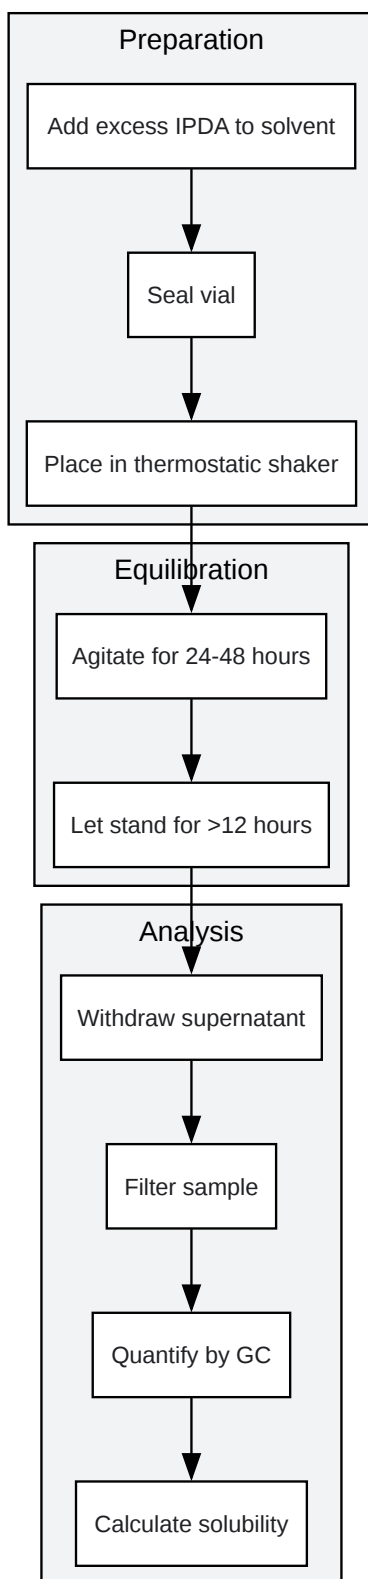 Preparation
Add excess IPDA to solvent
Seal vial
Place in thermostatic shaker
Equilibration
Agitate for 24-48 hours
Let stand for >12 hours
Analysis
Withdraw supernatant
Filter sample
Quantify by GC
Calculate solubility